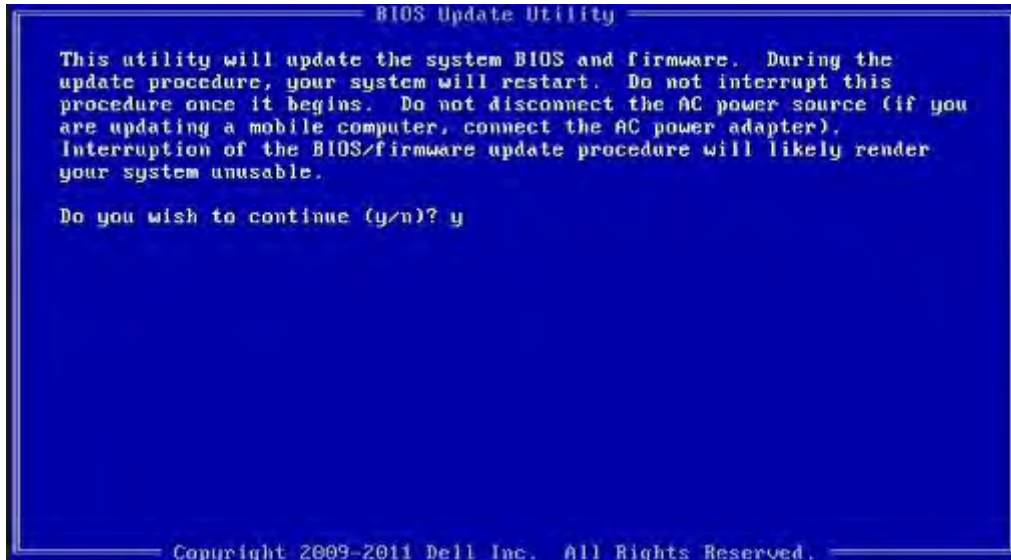 BIOS Update Utility
This utility will update the system BIOS and firmware.  During the
update procedure, your system will restart.  Do not interrupt this
procedure once it begins.  Do not disconnect the AC power source (if you
are updating a mobile computer, connect the AC power adapter).
Interruption of the BIOS/firmware update procedure will likely render
your system unusable.
Do you wish to continue (y/n)? y
Copyright 2009-2011 Dell Inc.  All Rights Reserved.